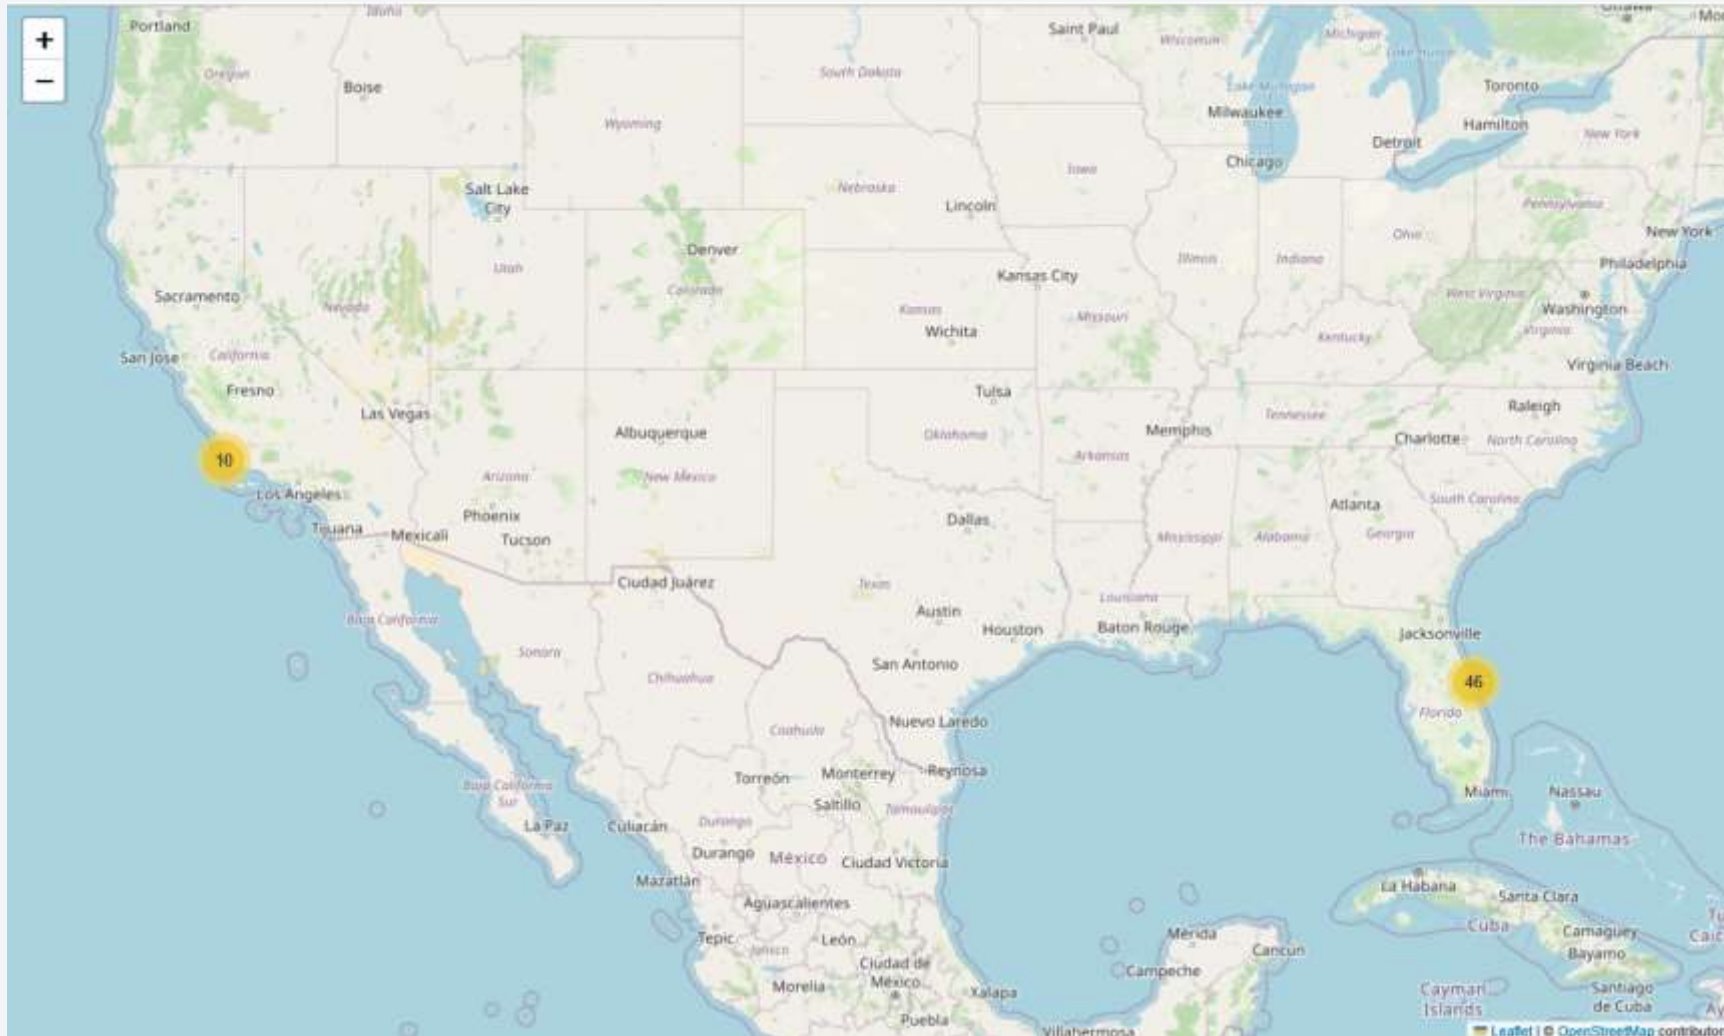 Idaho
Ottawa
Portland
+
Saint Paul
Michigan
Wisconsin
Lake Huron
Oregon
South Dakota
−
Boise
Lake Michigan
Toronto
Milwaukee
Wyoming
Hamilton
New York
Detroit
Chicago
Iowa
Salt Lake
City
Nebraska
Lincoln
Pennsylvania
New York
Ohio
Denver
Utah
Illinois
Indiana
Philadelphia
Kansas City
Colorado
West Virginia
Sacramento
Nevada
Kansas
Missouri
Washington
Wichita
Virginia
Kentucky
San Jose
California
Virginia Beach
Fresno
Tulsa
Las Vegas
Tennessee
Raleigh
Albuquerque
Oklahoma
Memphis
Charlotte
North Carolina
10
Arizona
New Mexico
Arkansas
Los Angeles
South Carolina
Atlanta
Phoenix
Dallas
Tijuana
Mexicali
Tucson
Mississippi
Alabama
Georgia
Ciudad Juárez
Texas
Louisiana
Austin
Baja California
Houston
Baton Rouge
Jacksonville
Sonora
San Antonio
Chihuahua
46
Florida
Nuevo Laredo
Coahuila
Torreón
Monterrey
Reynosa
Baja California
Sur
Miami
Nassau
Saltillo
Tamaulipas
La Paz
Culiacán
Durango
The Bahamas
Durango
México
Ciudad Victoria
Mazatlán
La Habana
Santa Clara
Aguascalientes
Cuba
Camagüey
Tepic
Jalisco
León
Mérida
Cancún
Bayamo
Ciudad de
México
Campeche
Morelia
Xalapa
Cayman
Islands
Santiago
de Cuba
Puebla
Villahermosa
Leaflet | © OpenStreetMap contributors